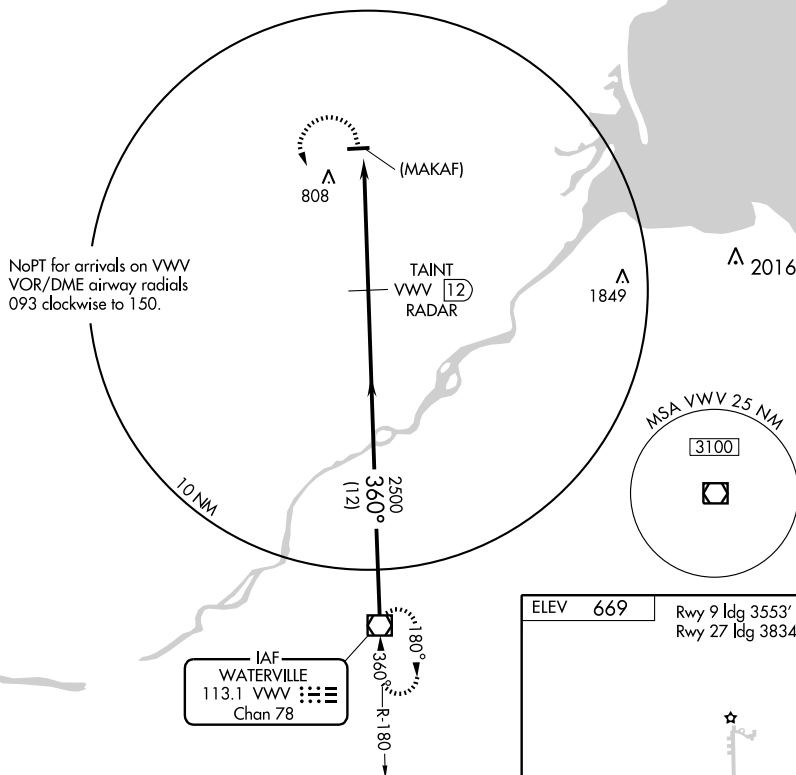 (MAKAF)
808
NoPT for arrivals on VWV
VOR/DME airway radials
093 clockwise to 150.
TAINT
VWV 12
RADAR
1849
2016
MSA VWV 25 NM
3100
10 NM
2500
360°
(12)
IAF
WATERVILLE
113.1 VWV
Chan 78
180°
360°
R-180
ELEV 669
Rwy 9 ldg 3553'
Rwy 27 ldg 3834